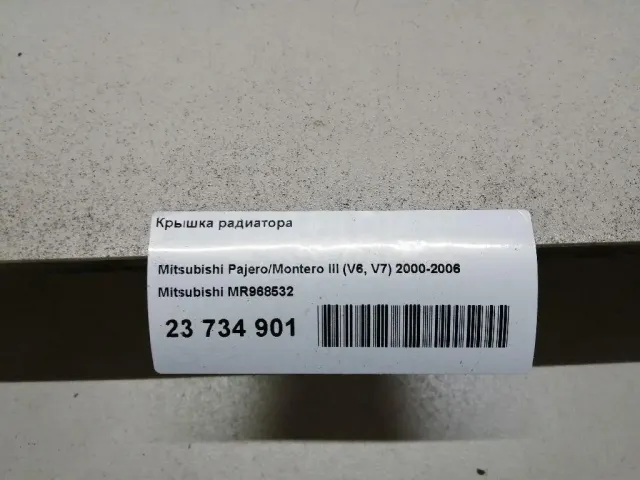 Крышка радиатора
Mitsubishi Pajero/Montero III (V6, V7) 2000-2006
Mitsubishi MR968532
23 734 901